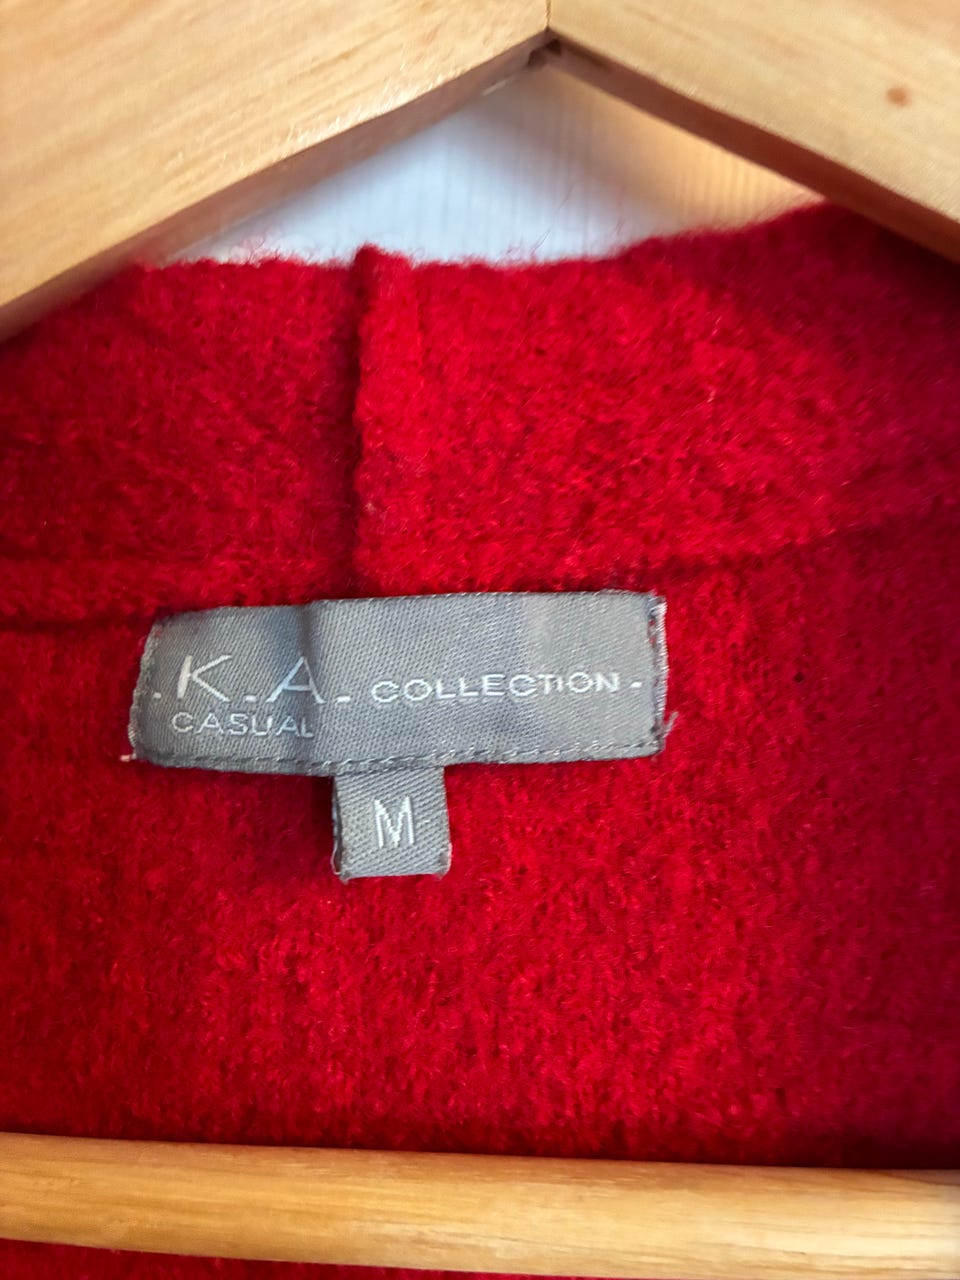 . K . A . COLLECTION -
CASUAL
M